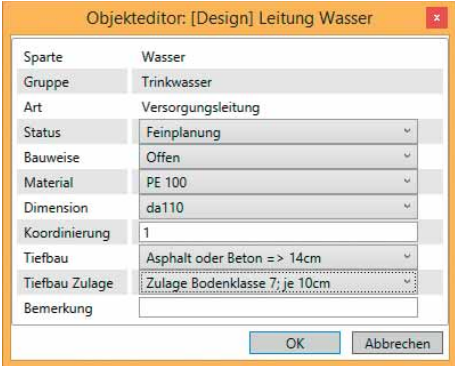 Objekteditor: [Design] Leitung Wasser
x
Sparte Wasser
Gruppe Trinkwasser
Art Versorgungsleitung
Status Feinplanung
Bauweise Offen
Material PE 100
Dimension da110
Koordinierung 1
Tiefbau Asphalt oder Beton => 14cm
Tiefbau Zulage Zulage Bodenklasse 7; je 10cm
Bemerkung
OK Abbrechen